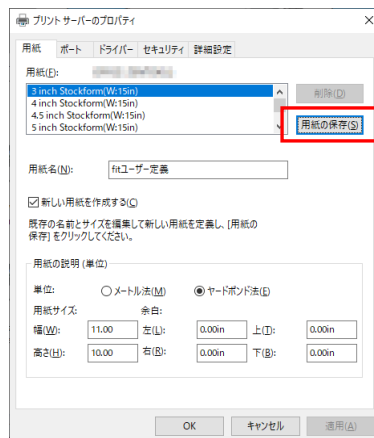 プリント サーバーのプロパティ
用紙 ポート ドライバー セキュリティ 詳細設定
用紙(F):
3 inch Stockform(W:15in)
4 inch Stockform(W:15in)
4.5 inch Stockform(W:15in)
5 inch Stockform(W:15in)
削除(D)
用紙の保存(S)
用紙名(N): fitユーザー定義
新しい用紙を作成する(C)
既存の名前とサイズを編集して新しい用紙を定義し、[用紙の
保存] をクリックしてください。
用紙の説明 (単位)
単位: メートル法(M) ヤードポンド法(E)
用紙サイズ: 余白:
幅(W): 11.00 左(L): 0.00in 上(T): 0.00in
高さ(H): 10.00 右(R): 0.00in 下(B): 0.00in
OK キャンセル 適用(A)